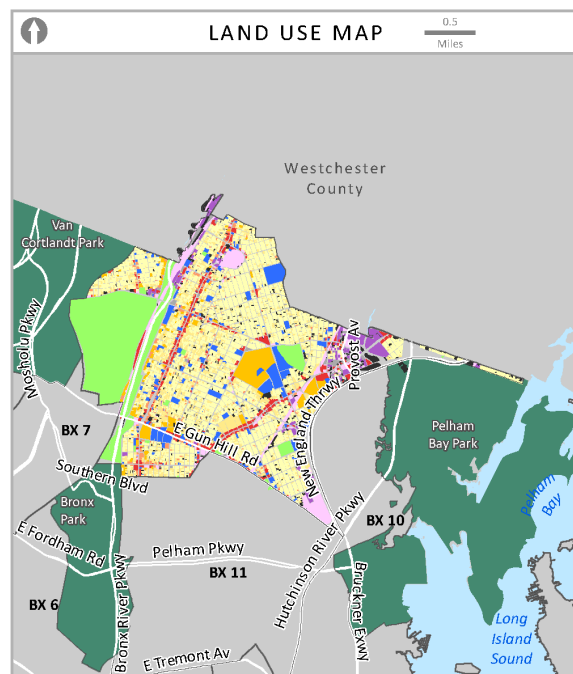 LAND USE MAP
0.5
Miles
Westchester
County
Van
Cortlandt Park
Mosholu Pkwy
Provost Av
New England Thrwy
E Gun Hill Rd
BX 7
Pelham
Bay Park
Southern Blvd
Pelham
Bay
Bronx
Park
BX 10
E Fordham Rd
Pelham Pkwy
Hutchinson River Pkwy
BX 11
BX 6
Bronx River Pkwy
Bruckner Exwy
Long
Island
Sound
E Tremont Av